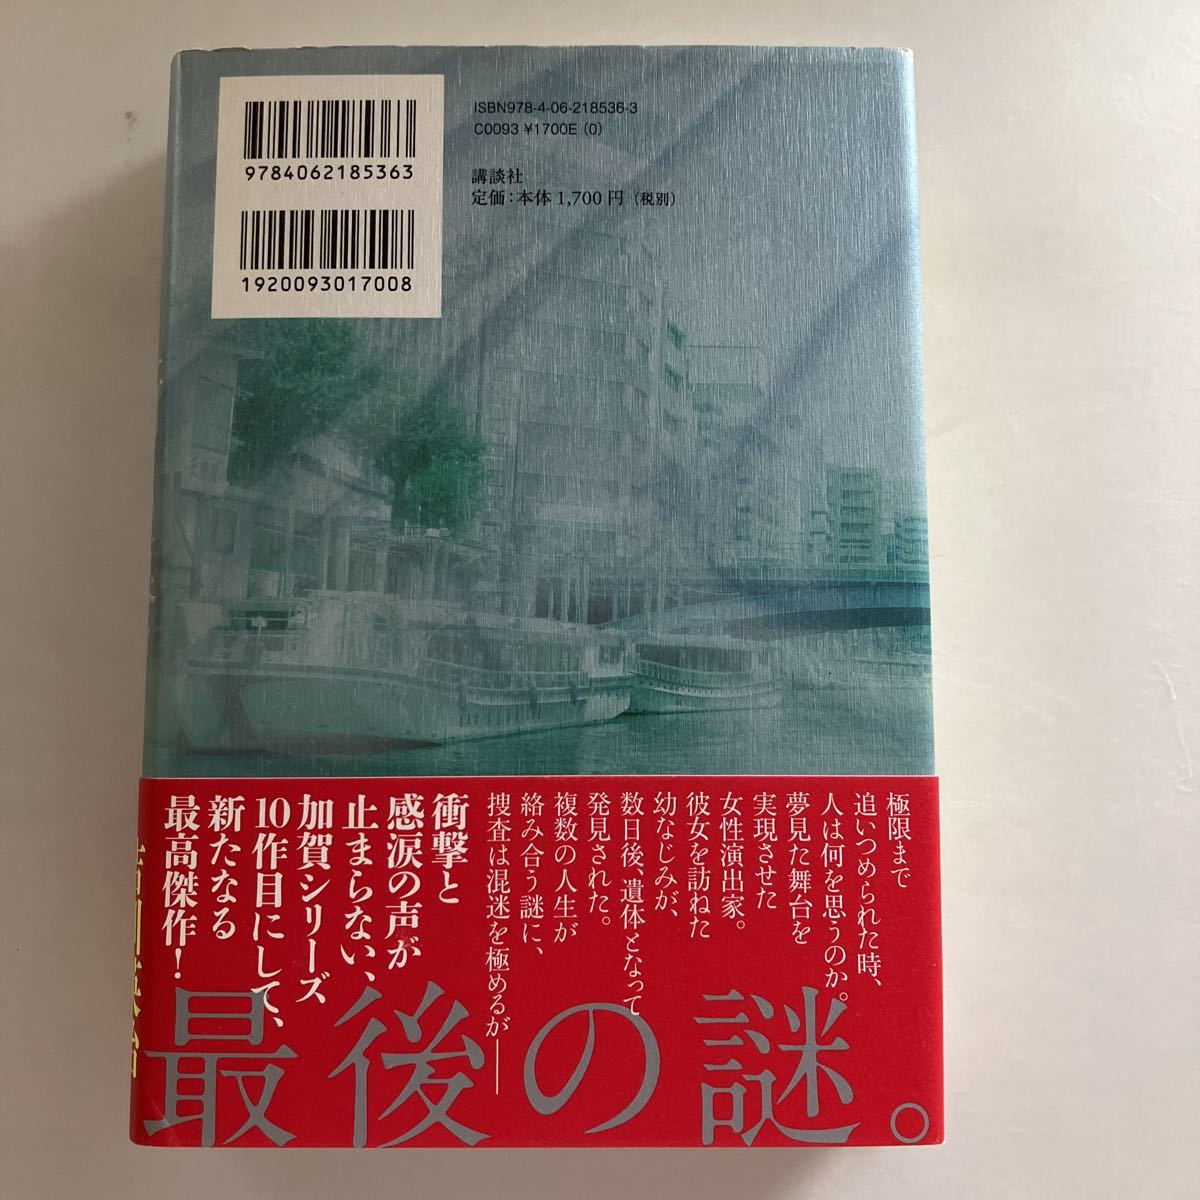 9784062185363
1920093017008
ISBN978-4-06-218536-3
C0093 ¥1700E (0)
講談社
定価：本体1,700円（税別）
極限まで
追いつめられた時、
人は何を思うのか。
夢見た舞台を
実現させた
女性演出家。
彼女を訪ねた
幼なじみが、
数日後、遺体となって
発見された。
複数の人生が
絡み合う謎に、
捜査は混迷を極めるが――
衝撃と
感涙の声が
止まらない、
加賀シリーズ
10作目にして、
新たなる
最高傑作！
最後の謎。